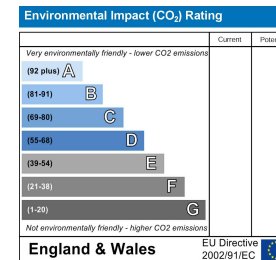 Environmental Impact (CO₂) Rating
Current
Very environmentally friendly - lower CO2 emissions
(92 plus) A
(81-91) B
(69-80) C
(55-68) D
(39-54) E
(21-38) F
(1-20) G
Not environmentally friendly - higher CO2 emissions
England & Wales
EU Directive
2002/91/EC